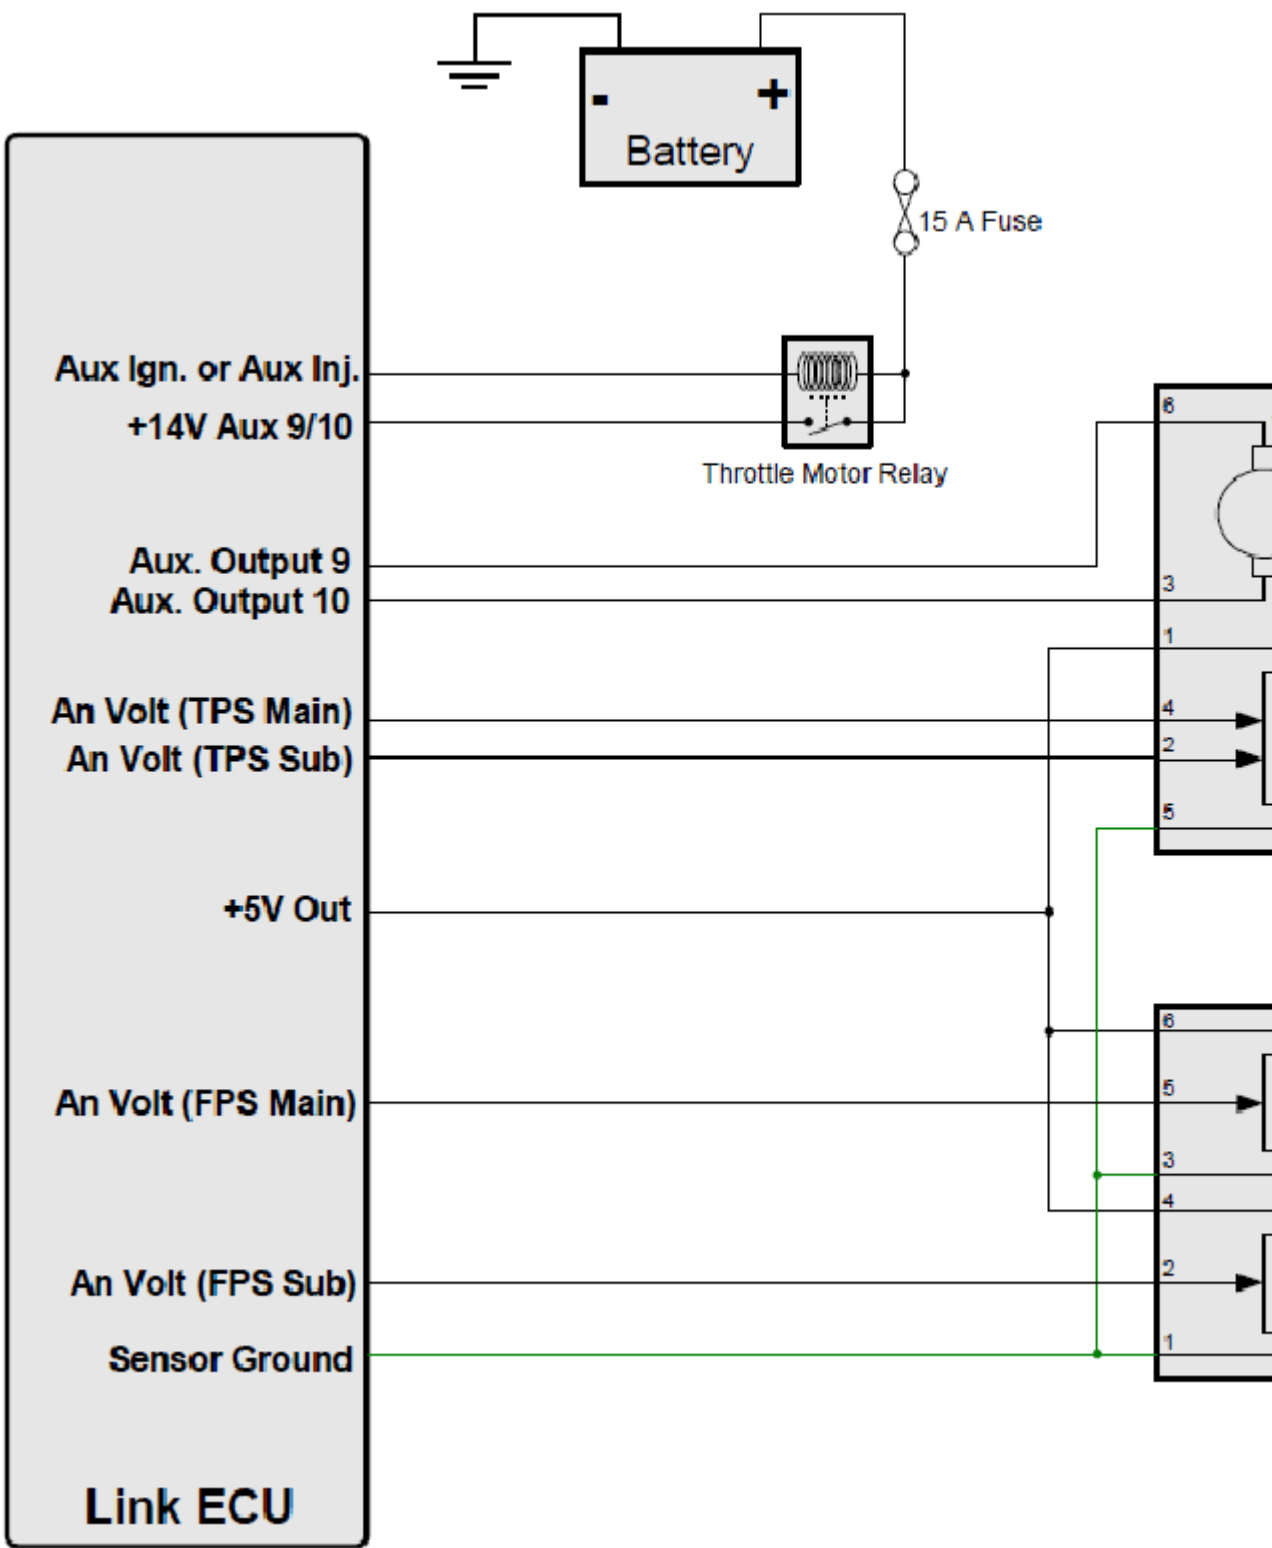 -
+
Battery
15 A Fuse
Aux Ign. or Aux Inj.
+14V Aux 9/10
Throttle Motor Relay
6
Aux. Output 9
Aux. Output 10
3
1
An Volt (TPS Main)
4
An Volt (TPS Sub)
2
5
+5V Out
6
An Volt (FPS Main)
5
3
4
An Volt (FPS Sub)
2
Sensor Ground
1
Link ECU